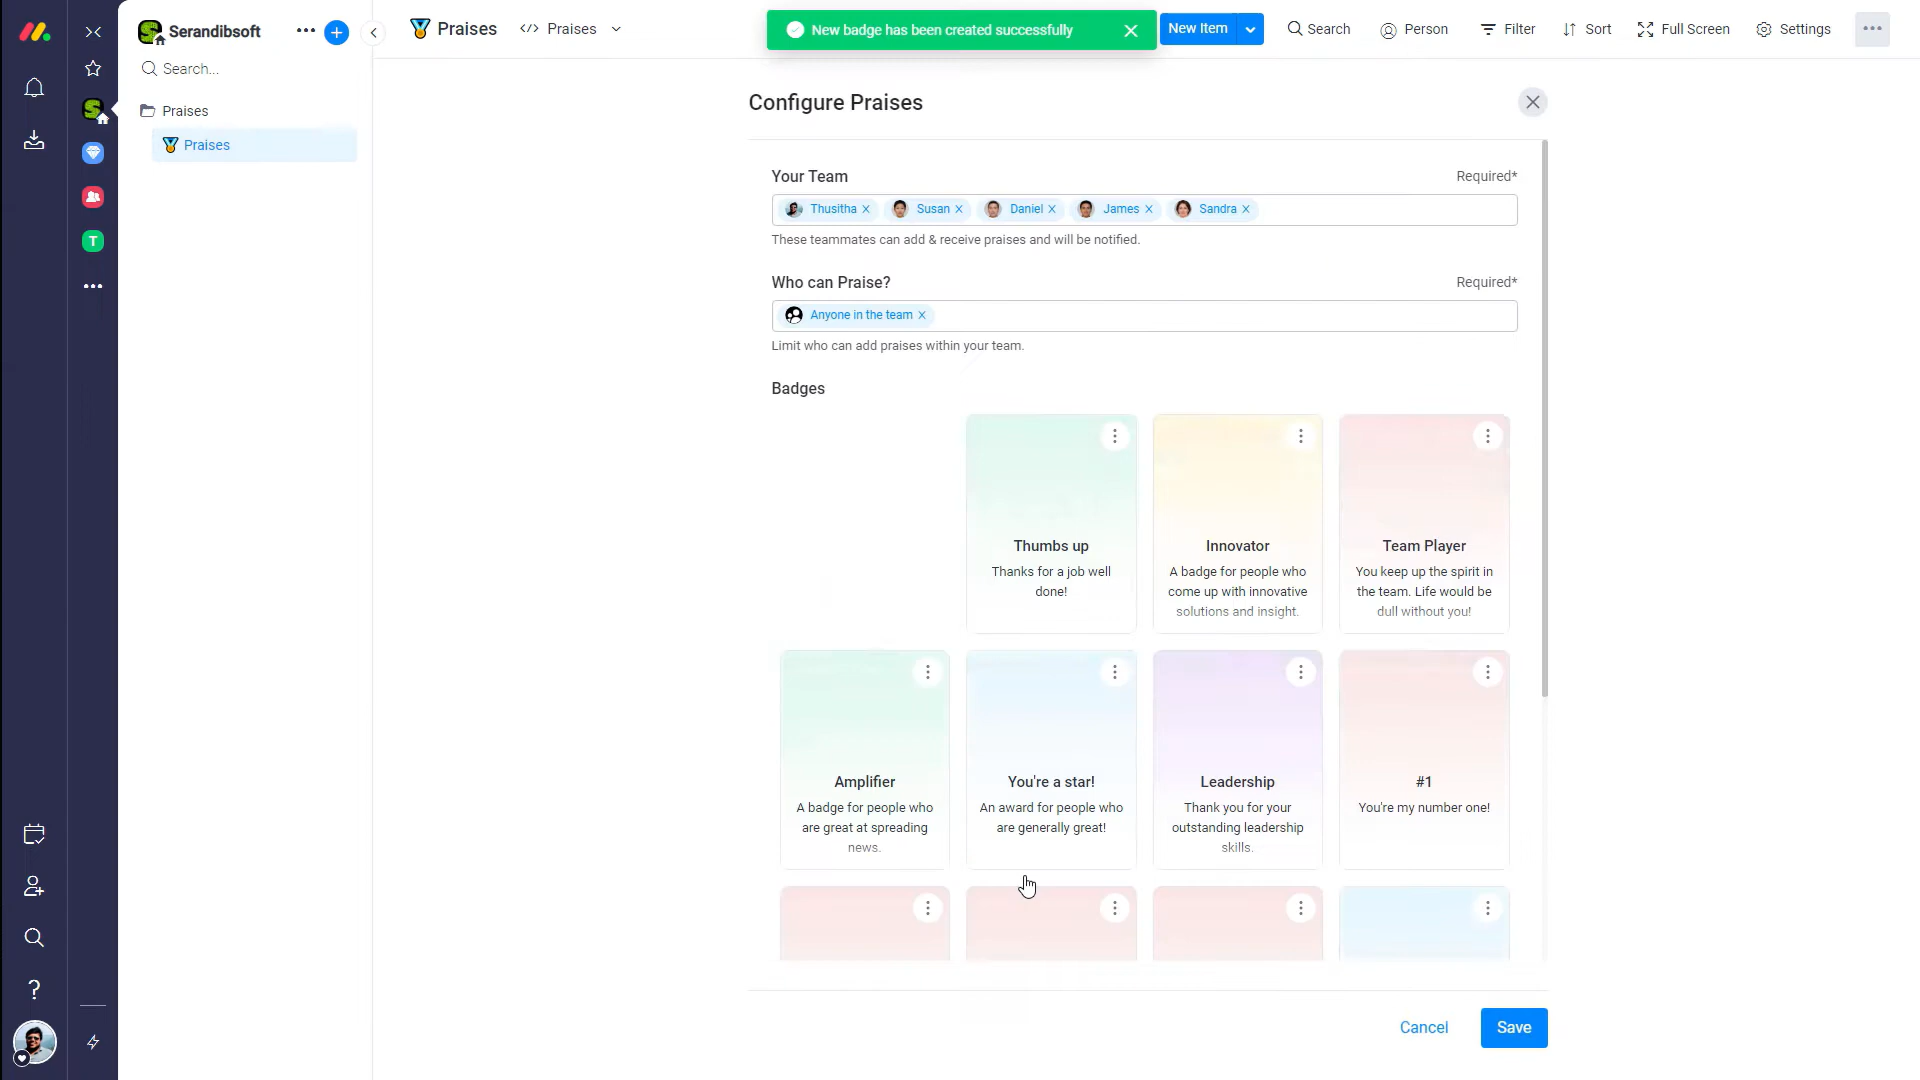 Serandibsoft
Search...
Praises
Praises
Praises
Praises
New badge has been created successfully
New Item
Search
Person
Filter
Sort
Full Screen
Settings
T
Configure Praises
Your Team
Required*
Thusitha
Susan
Daniel
James
Sandra
These teammates can add & receive praises and will be notified.
Who can Praise?
Required*
Anyone in the team
Limit who can add praises within your team.
Badges
Thumbs up
Thanks for a job well
done!
Innovator
A badge for people who
come up with innovative
solutions and insight.
Team Player
You keep up the spirit in
the team. Life would be
dull without you!
Amplifier
A badge for people who
are great at spreading
news.
You're a star!
An award for people who
are generally great!
Leadership
Thank you for your
outstanding leadership
skills.
#1
You're my number one!
Cancel
Save